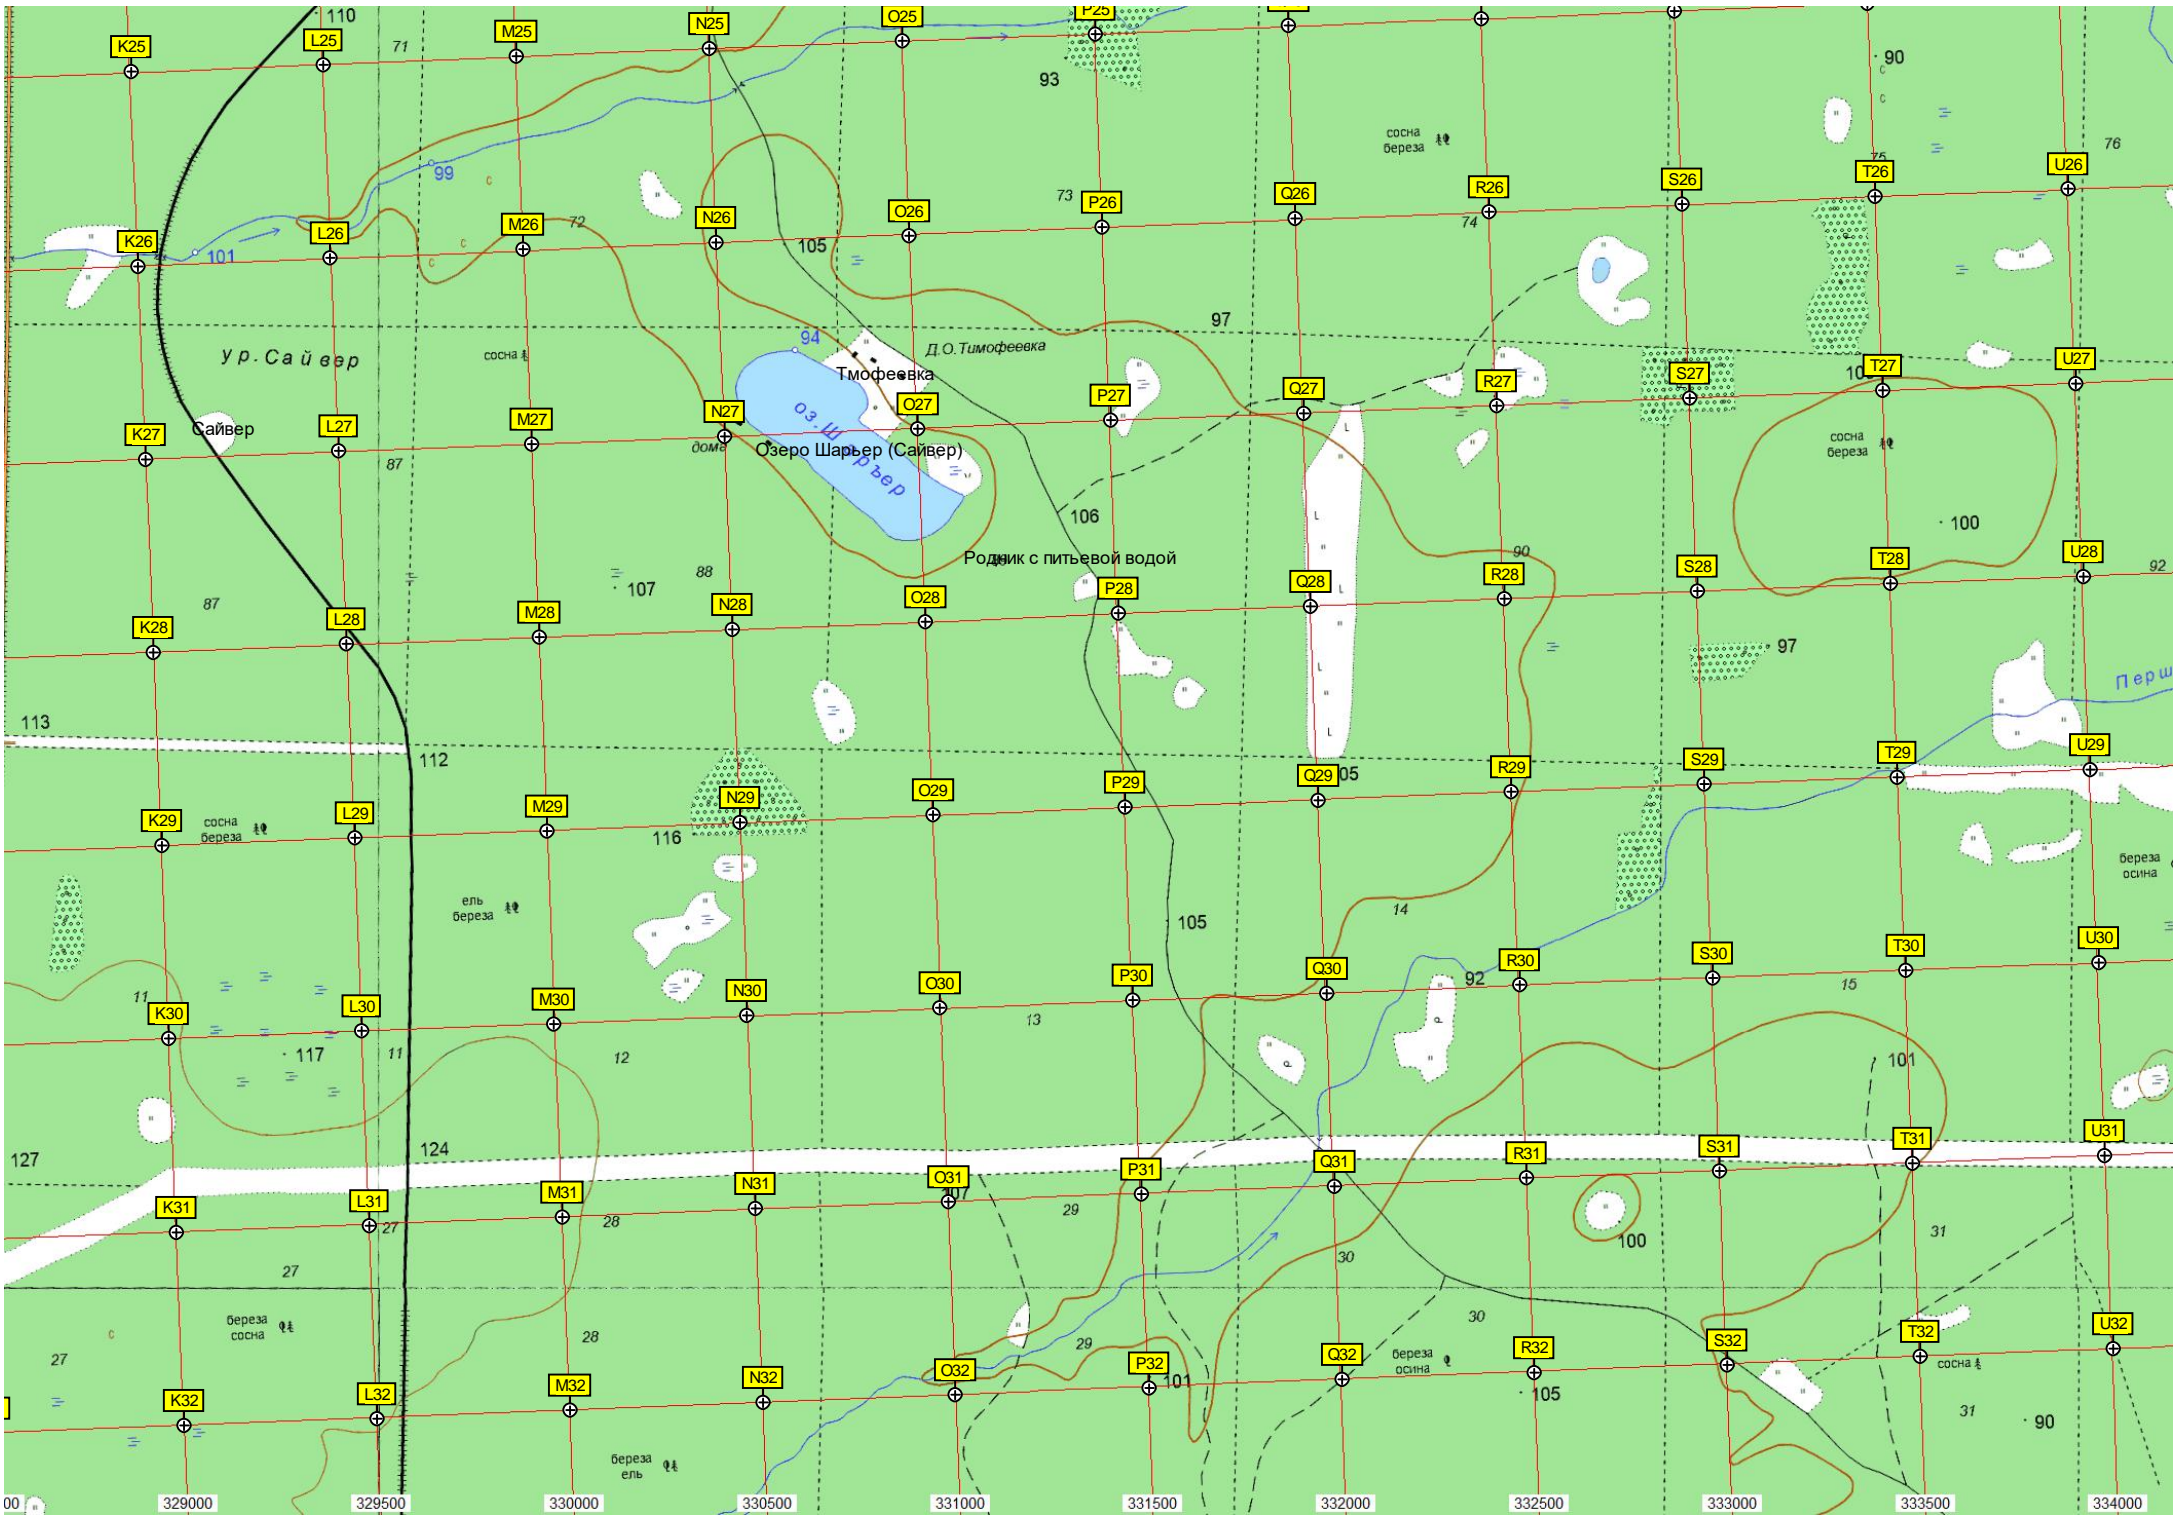 110
K25 L25 71 M25 N25 O25 P25
93 90
с
с
сосна
береза
76
99 с
75
K26 L26 M26 72 N26 O26 73 P26 Q26 R26 74 S26 T26 U26
101 с с 105
ур. Сайвер
сосна
94
Тмофеевка
Д.О.Тимофеевка
97
Сайвер
K27 L27 M27 N27 O27 P27 Q27 R27 S27 T27 U27
87
дома
оз. Шаръер
Озеро Шарьер (Сайвер)
сосна
береза
106
100
Родник с питьевой водой
90
92
87
107
88
K28 L28 M28 N28 O28 P28 Q28 R28 S28 T28 U28
97
Перш
113
112
05
K29 L29 M29 N29 O29 P29 Q29 R29 S29 T29 U29
сосна
береза
116
береза
осина
ель
береза
105
14
92
15
11
K30 L30 M30 N30 O30 P30 Q30 R30 S30 T30 U30
117
11
12
13
101
127
124
K31 L31 M31 N31 O31 P31 Q31 R31 S31 T31 U31
27
28
107
29
30
100
31
27
береза
сосна
с
27
28
29
30
береза
осина
сосна
K32 L32 M32 N32 O32 P32 Q32 R32 S32 T32 U32
101
105
31
90
береза
ель
00 329000 329500 330000 330500 331000 331500 332000 332500 333000 333500 334000